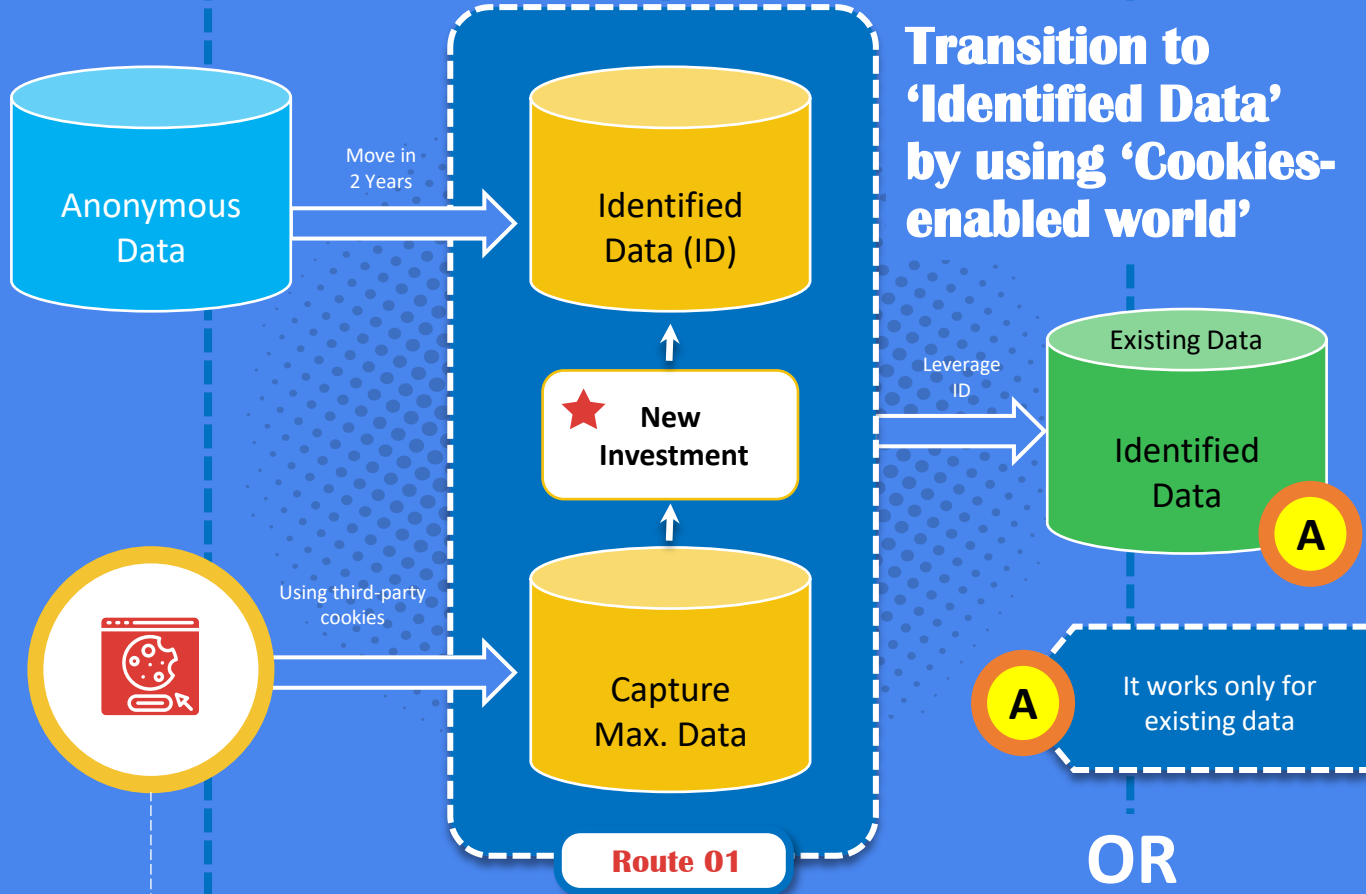 Transition to
‘Identified Data’
by using ‘Cookies-
enabled world’
Anonymous
Data
Move in
2 Years
Identified
Data (ID)
New
Investment
Leverage
ID
Existing Data
Identified
Data
A
Using third-party
cookies
Capture
Max. Data
A
It works only for
existing data
Route 01
OR